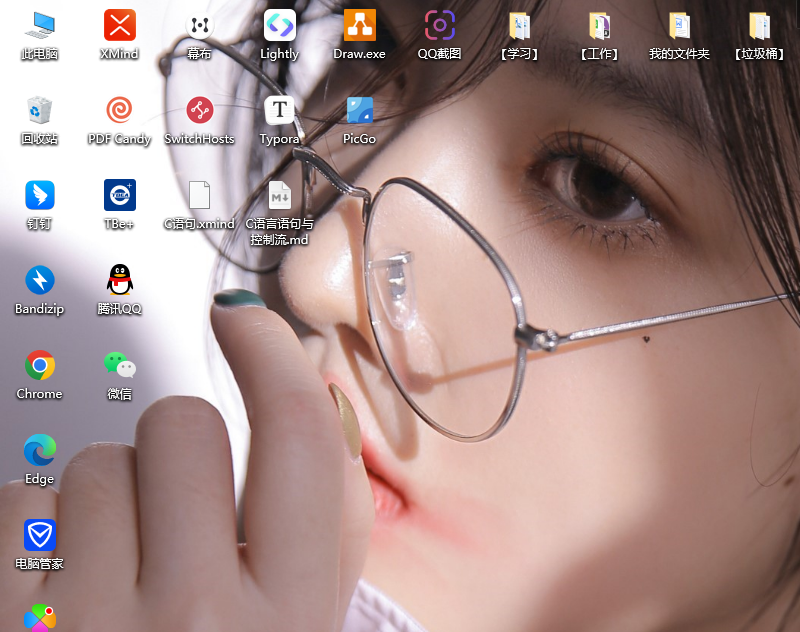 此电脑
XMind
幕布
Lightly
Draw.exe
QQ截图
【学习】
【工作】
我的文件夹
【垃圾桶】
回收站
PDF Candy
SwitchHosts
T
Typora
PicGo
钉钉
TBEA
TBe+
C语句.xmind
M
C语言语句与
控制流.md
Bandizip
腾讯QQ
Chrome
微信
Edge
电脑管家